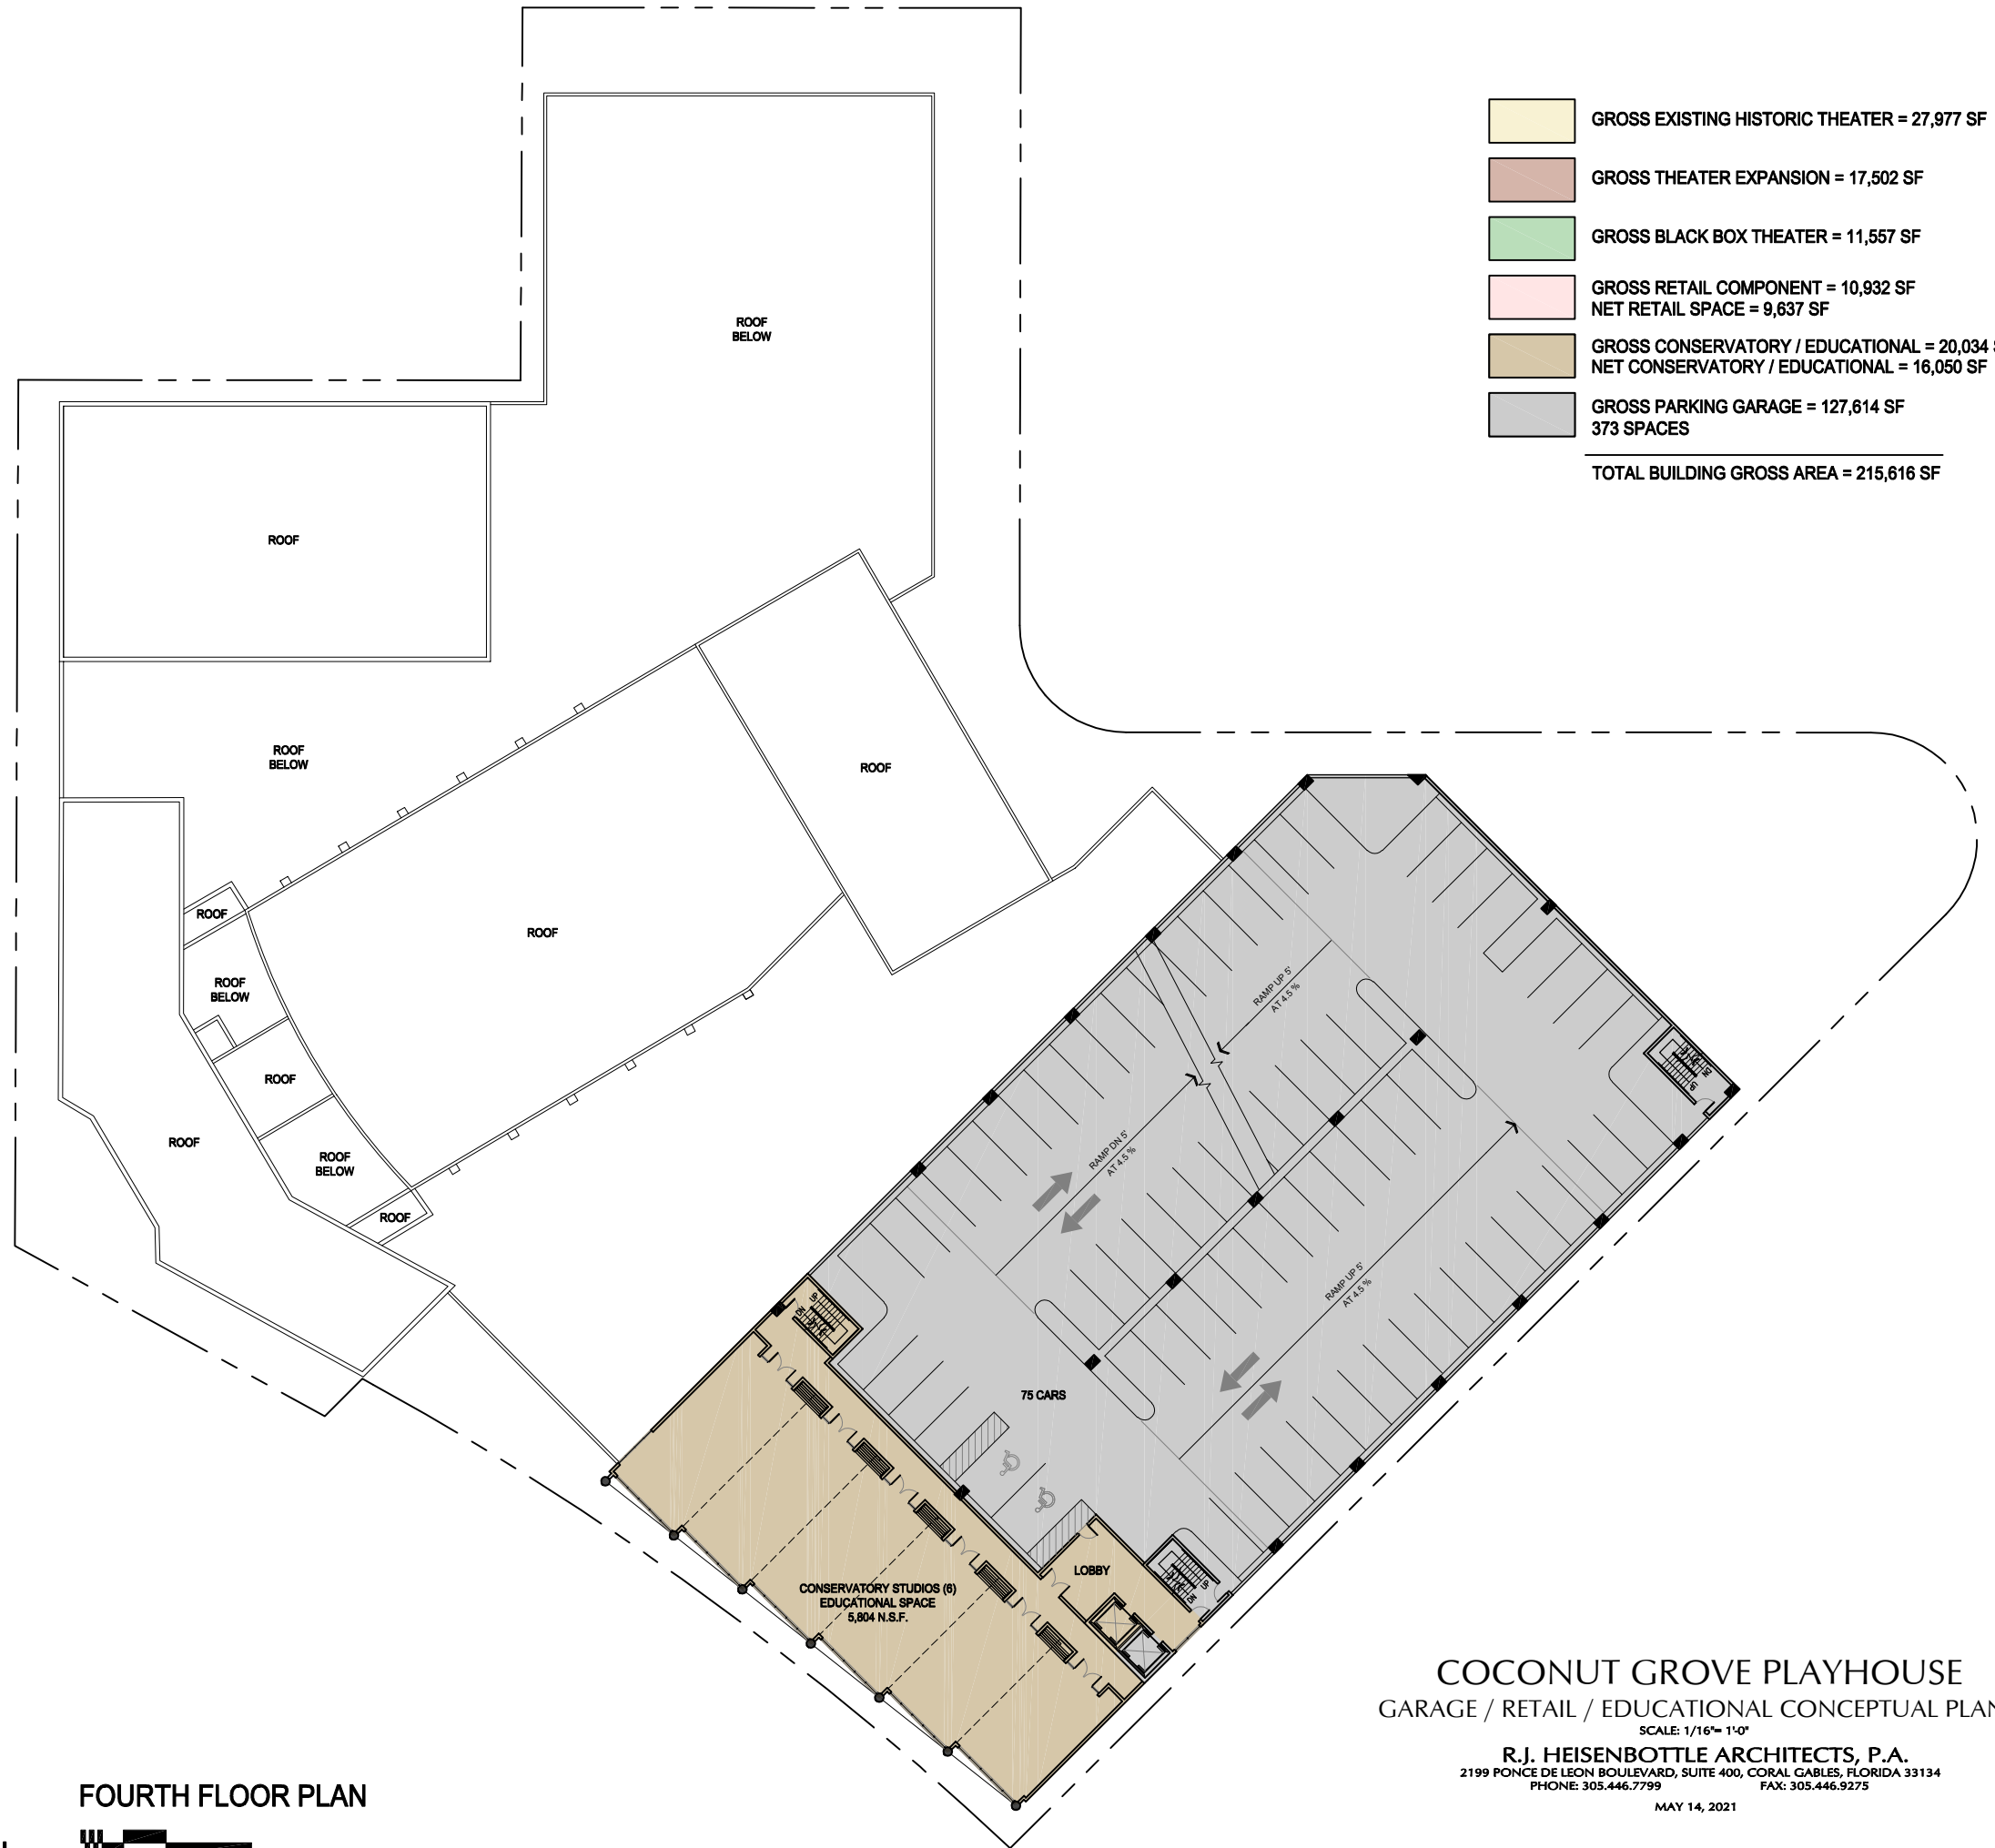 GROSS EXISTING HISTORIC THEATER = 27,977 SF
GROSS THEATER EXPANSION = 17,502 SF
GROSS BLACK BOX THEATER = 11,557 SF
GROSS RETAIL COMPONENT = 10,932 SF
NET RETAIL SPACE = 9,637 SF
GROSS CONSERVATORY / EDUCATIONAL = 20,034 S
NET CONSERVATORY / EDUCATIONAL = 16,050 SF
GROSS PARKING GARAGE = 127,614 SF
373 SPACES
TOTAL BUILDING GROSS AREA = 215,616 SF
ROOF
BELOW
ROOF
ROOF
BELOW
ROOF
ROOF
ROOF
ROOF
BELOW
ROOF
ROOF
ROOF
BELOW
ROOF
RAMP UP 5'
AT 4.5 %
RAMP DN 5'
AT 4.5 %
RAMP UP 5'
AT 4.5 %
DN
UP
UP
DN
75 CARS
LOBBY
UP
DN
CONSERVATORY STUDIOS (6)
EDUCATIONAL SPACE
5,804 N.S.F.
COCONUT GROVE PLAYHOUSE
GARAGE / RETAIL / EDUCATIONAL CONCEPTUAL PLAN
SCALE: 1/16"= 1'-0"
R.J. HEISENBOTTLE ARCHITECTS, P.A.
2199 PONCE DE LEON BOULEVARD, SUITE 400, CORAL GABLES, FLORIDA 33134
PHONE: 305.446.7799 FAX: 305.446.9275
MAY 14, 2021
FOURTH FLOOR PLAN